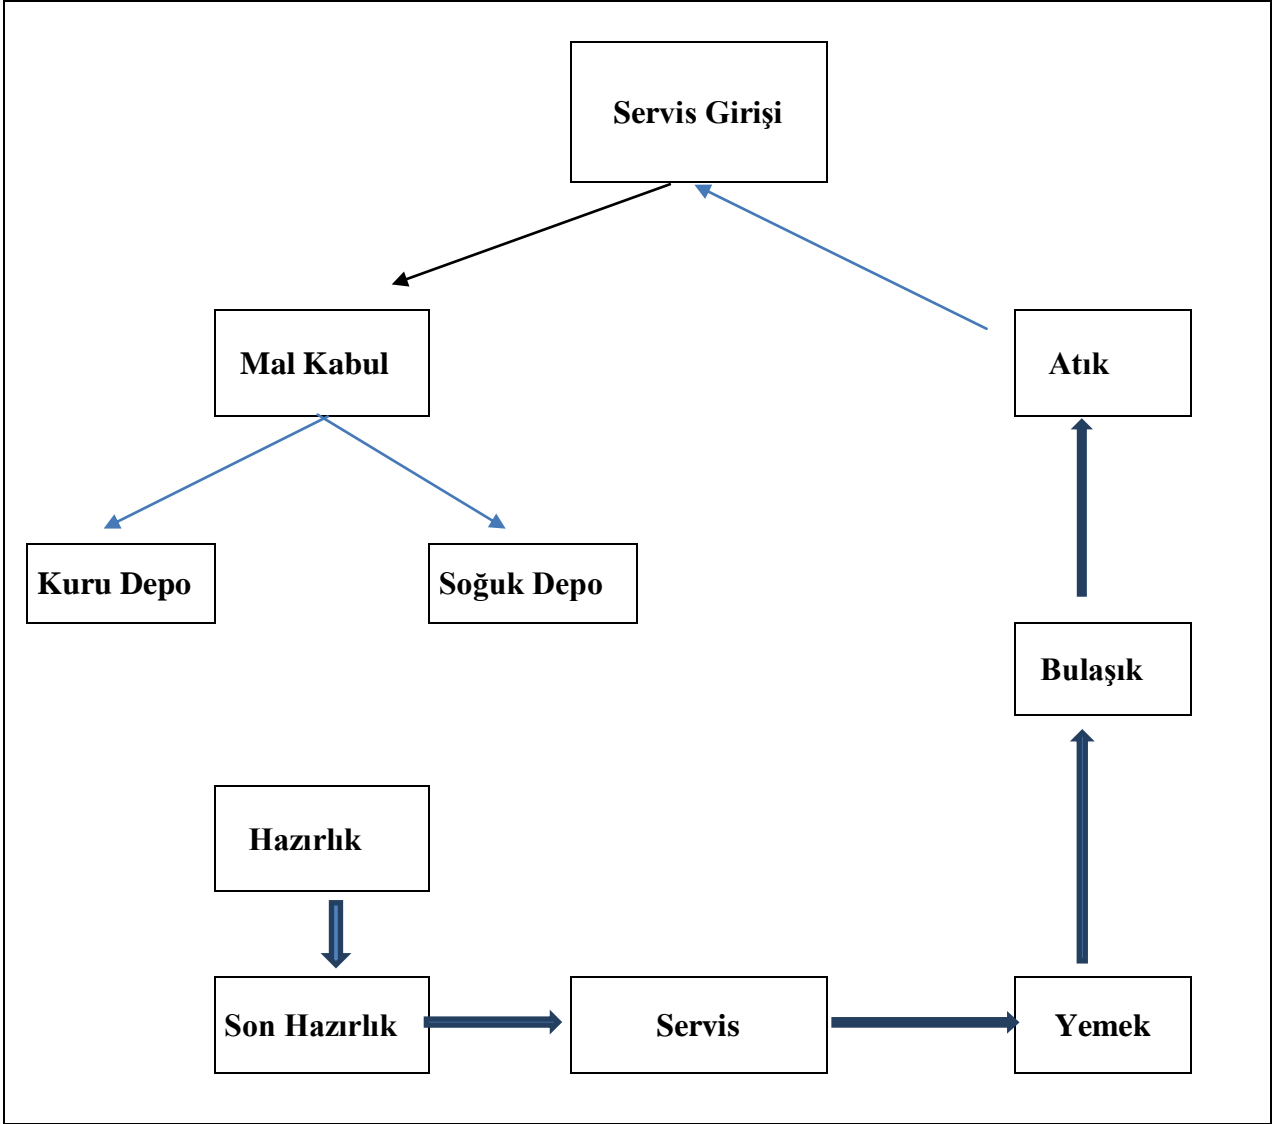 Servis Girişi
Mal Kabul
Atık
Kuru Depo
Soğuk Depo
Bulaşık
Hazırlık
Son Hazırlık
Servis
Yemek